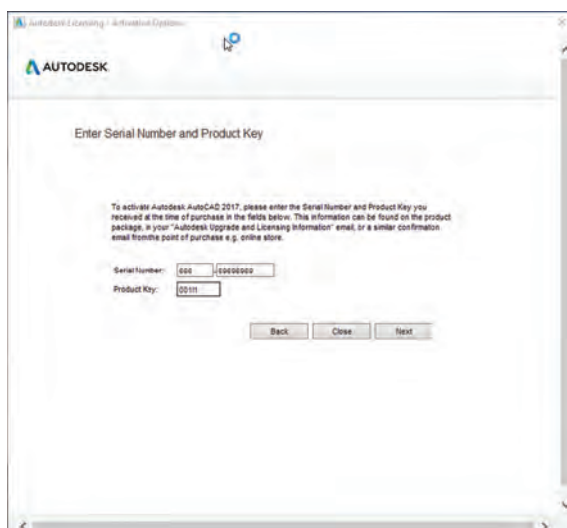 Autodesk Licensing - Activation Options
AUTODESK
Enter Serial Number and Product Key
To activate Autodesk AutoCAD 2017, please enter the Serial Number and Product Key you
received at the time of purchase in the fields below. This information can be found on the product
package, in your "Autodesk Upgrade and Licensing Information" email, or a similar confirmation
email fromthe point of purchase e.g. online store.
Serial Number:
Product Key: 001I1
Back Close Next